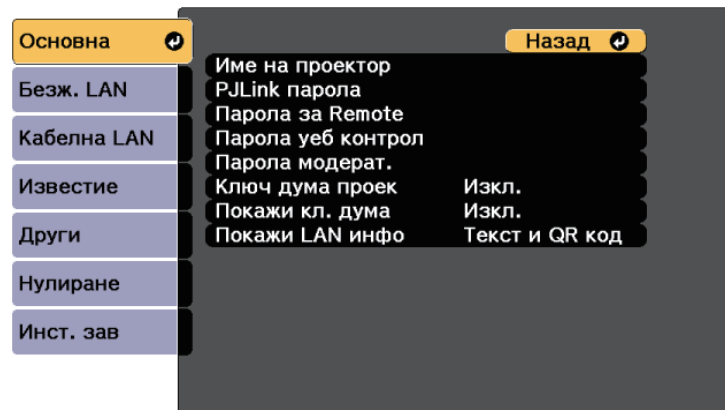 Основна
Безж. LAN
Кабелна LAN
Известие
Други
Нулиране
Инст. зав
Назад
Име на проектор
PJLink парола
Парола за Remote
Парола уеб контрол
Парола модерат.
Ключ дума проек Изкл.
Покажи кл. дума Изкл.
Покажи LAN инфо Текст и QR код